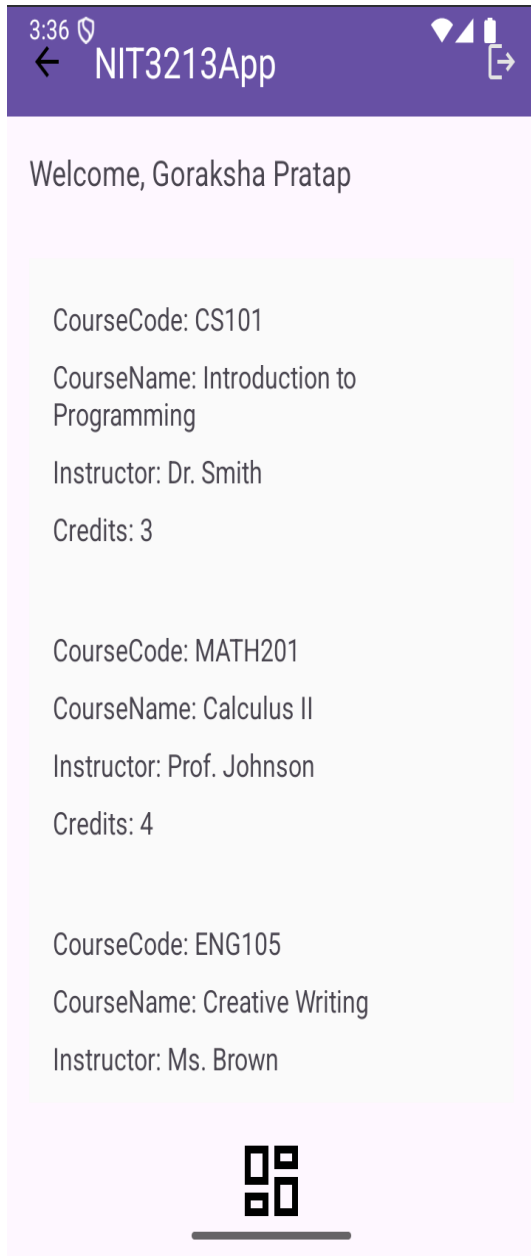 3:36
NIT3213App
Welcome, Goraksha Pratap
CourseCode: CS101
CourseName: Introduction to
Programming
Instructor: Dr. Smith
Credits: 3
CourseCode: MATH201
CourseName: Calculus II
Instructor: Prof. Johnson
Credits: 4
CourseCode: ENG105
CourseName: Creative Writing
Instructor: Ms. Brown